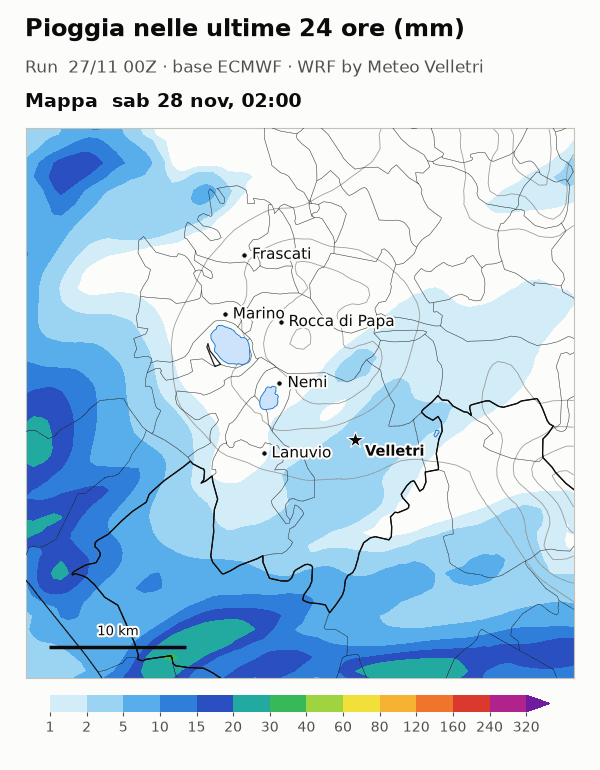 Pioggia nelle ultime 24 ore (mm)
Run  27/11 00Z · base ECMWF · WRF by Meteo Velletri
Mappa  sab 28 nov, 02:00
Frascati
Marino
Rocca di Papa
Nemi
Velletri
Lanuvio
10 km
1 2 5 10 15 20 30 40 60 80 120 160 240 320